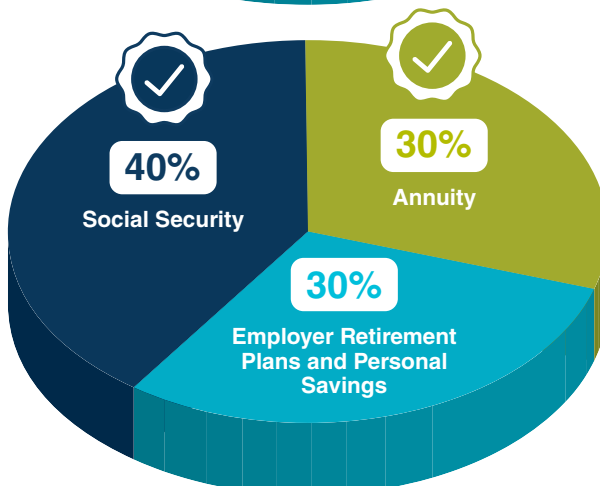 40%
Social Security
30%
Annuity
30%
Employer Retirement
Plans and Personal
Savings